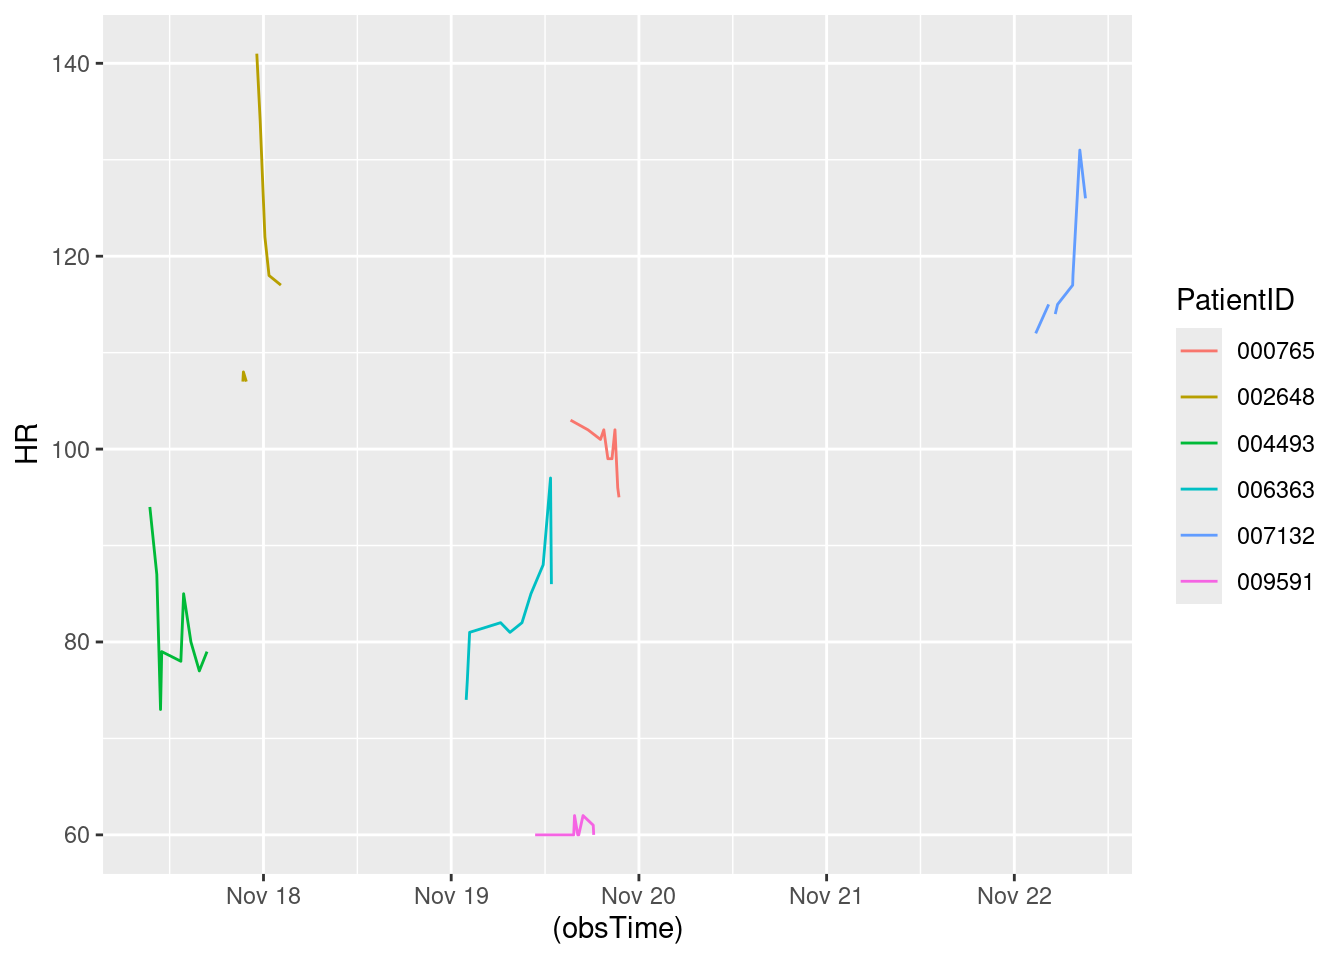 140
120
100
80
60
HR
Nov 18
Nov 19
Nov 20
Nov 21
Nov 22
(obsTime)
PatientID
000765
002648
004493
006363
007132
009591